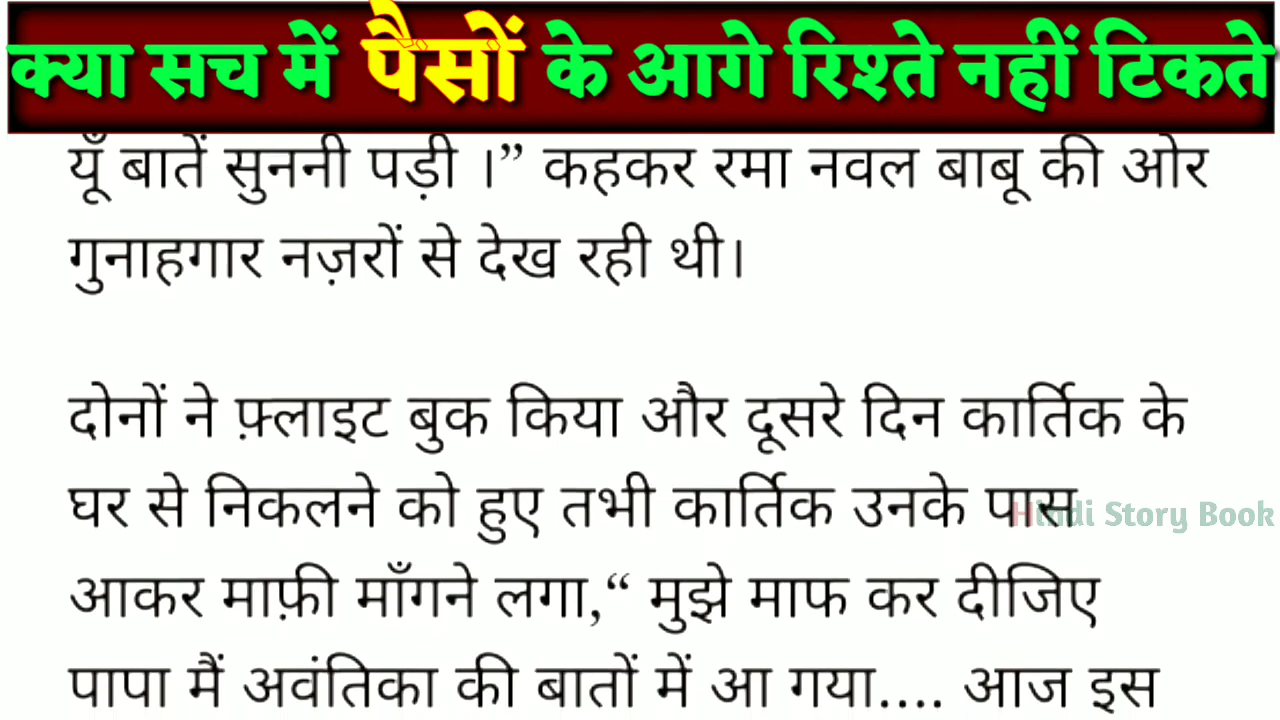 क्या सच में पैसों के आगे रिश्ते नहीं टिकते
यूँ बातें सुननी पड़ी ।” कहकर रमा नवल बाबू की ओर
गुनाहगार नज़रों से देख रही थी।
दोनों ने फ़्लाइट बुक किया और दूसरे दिन कार्तिक के
घर से निकलने को हुए तभी कार्तिक उनके पास
Hindi Story Book
आकर माफ़ी माँगने लगा,“ मुझे माफ कर दीजिए
पापा मैं अवंतिका की बातों में आ गया.... आज इस